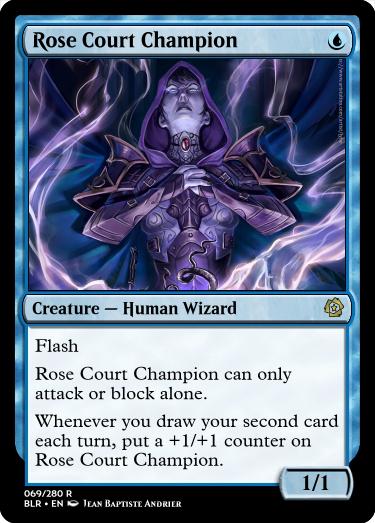 Rose Court Champion
Creature — Human Wizard
Flash
Rose Court Champion can only
attack or block alone.
Whenever you draw your second card
each turn, put a +1/+1 counter on
Rose Court Champion.
1/1
069/280 R
BLR • EN Jean Baptiste Andrier